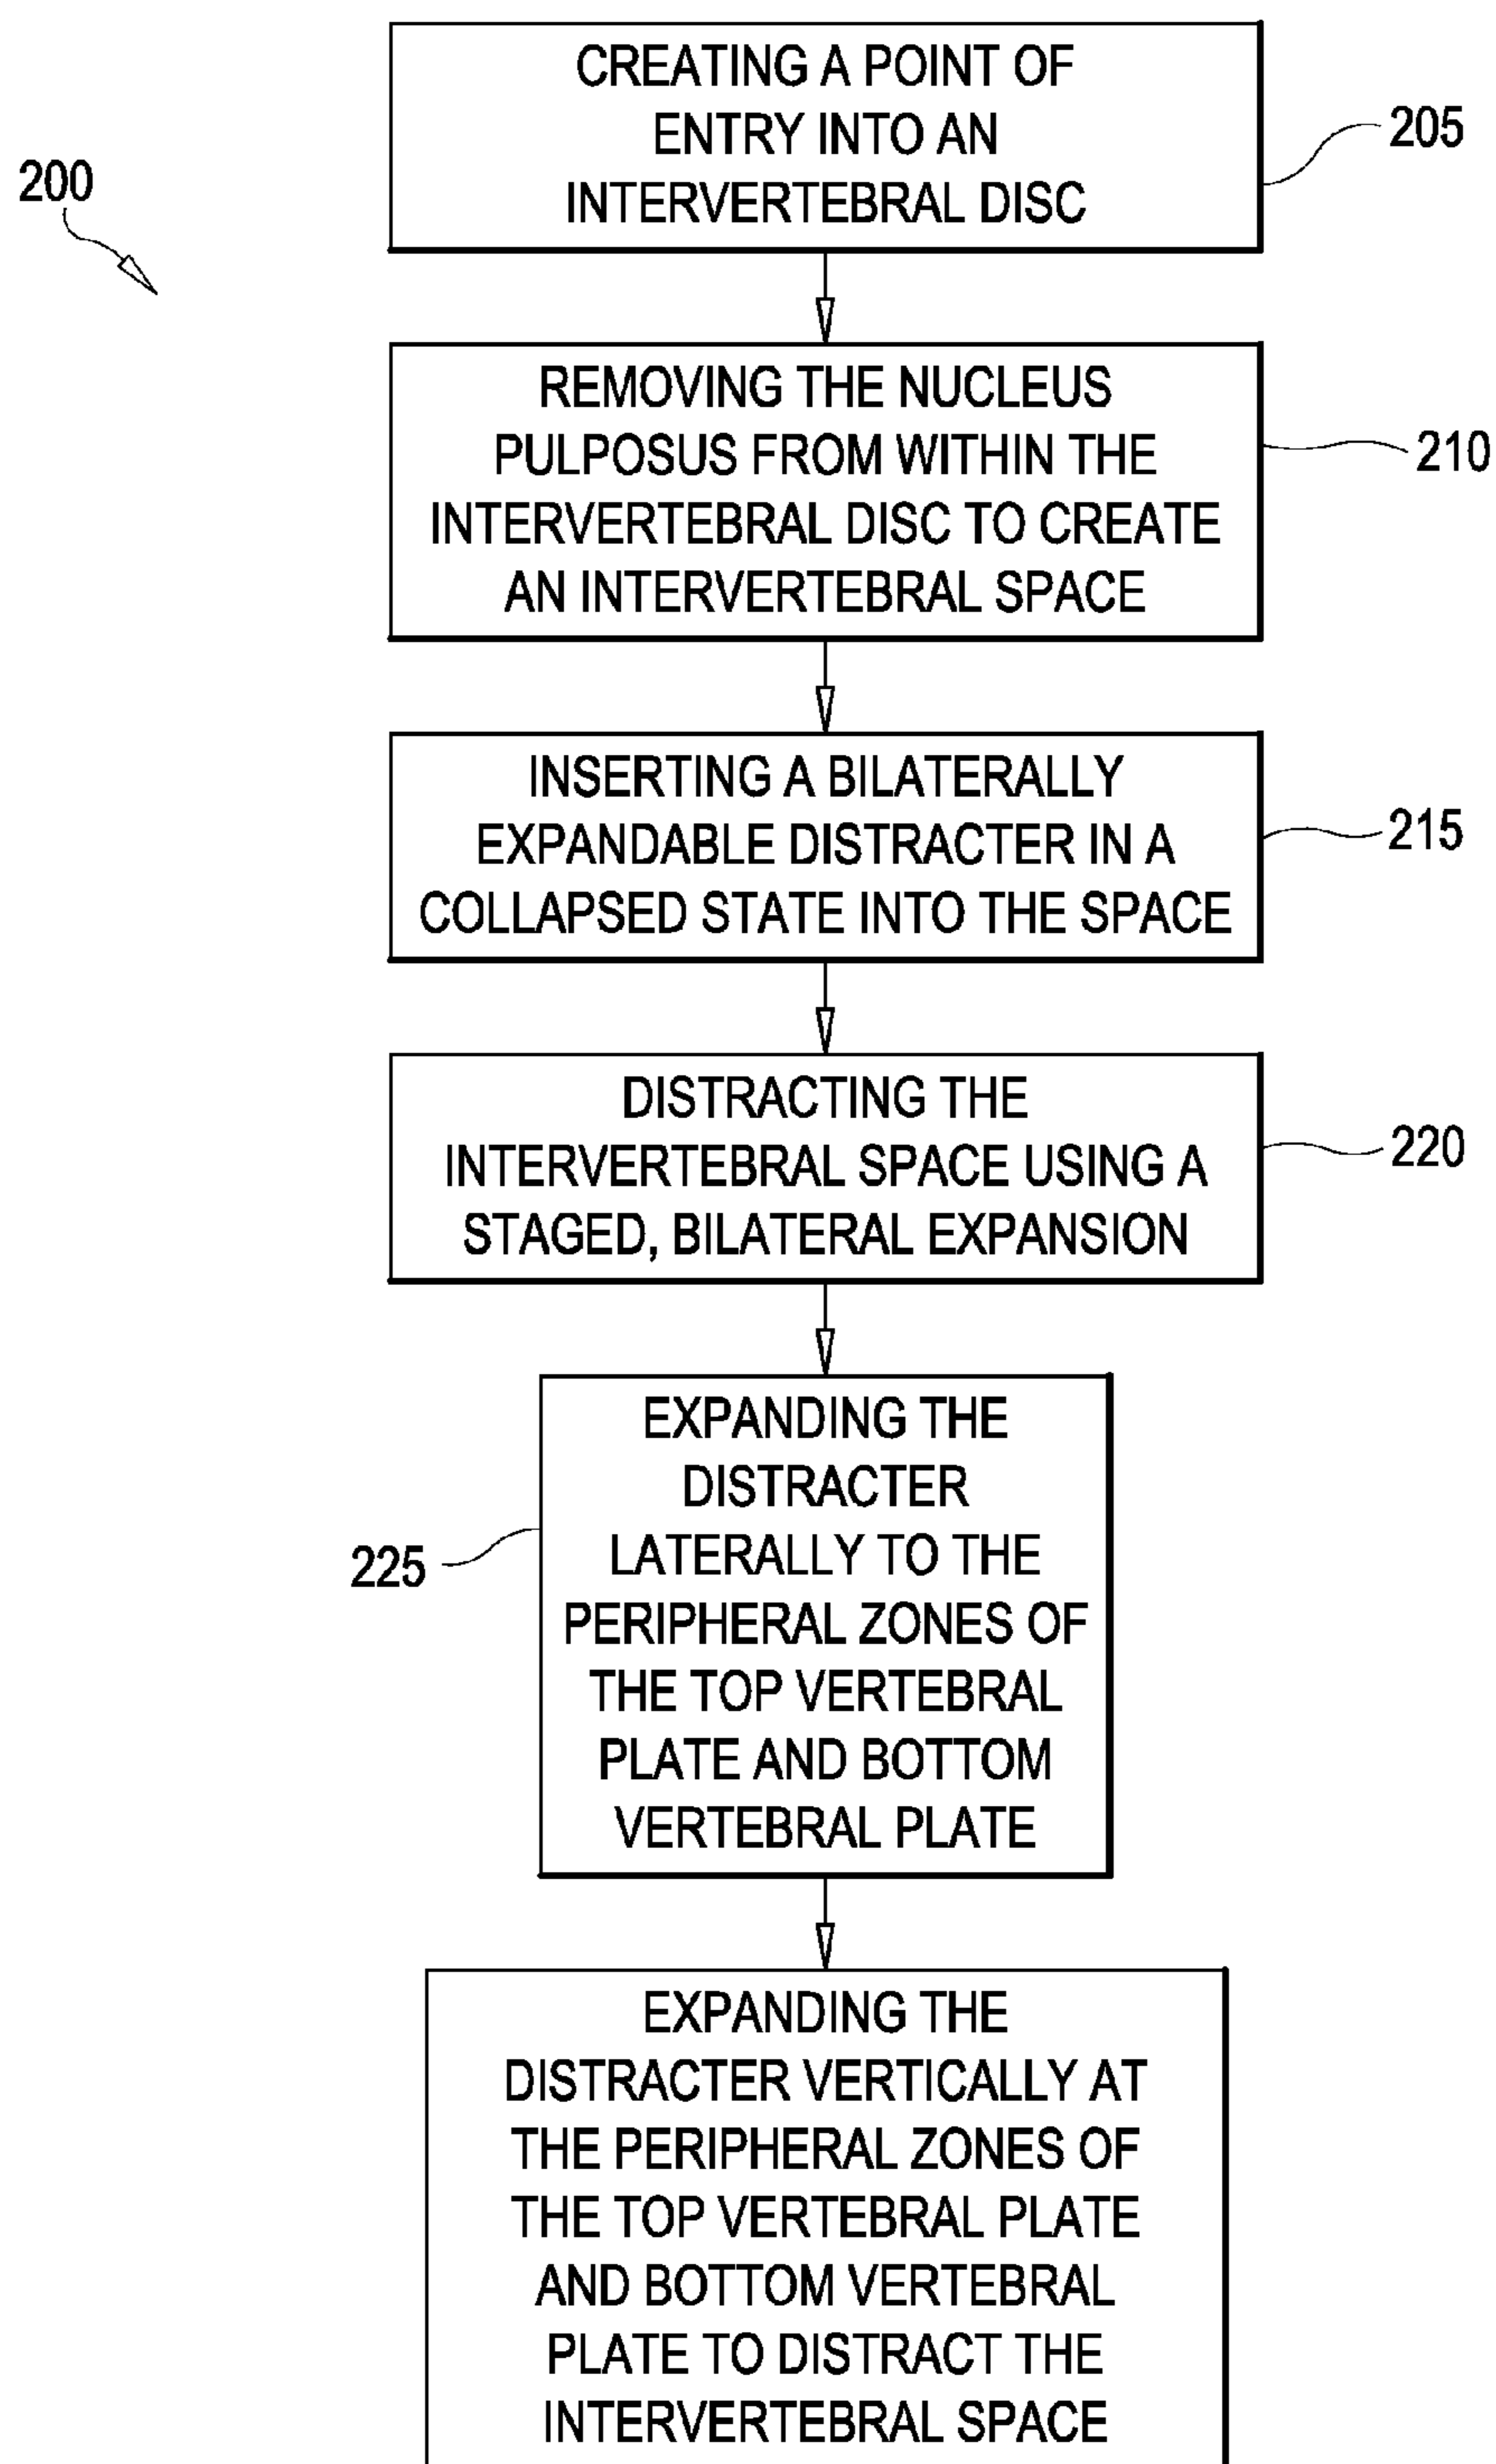 200
CREATING A POINT OF
ENTRY INTO AN
INTERVERTEBRAL DISC
205
REMOVING THE NUCLEUS
PULPOSUS FROM WITHIN THE
INTERVERTEBRAL DISC TO CREATE
AN INTERVERTEBRAL SPACE
210
INSERTING A BILATERALLY
EXPANDABLE DISTRACTER IN A
COLLAPSED STATE INTO THE SPACE
215
DISTRACTING THE
INTERVERTEBRAL SPACE USING A
STAGED, BILATERAL EXPANSION
220
EXPANDING THE
DISTRACTER
LATERALLY TO THE
PERIPHERAL ZONES OF
THE TOP VERTEBRAL
PLATE AND BOTTOM
VERTEBRAL PLATE
225
EXPANDING THE
DISTRACTER VERTICALLY AT
THE PERIPHERAL ZONES OF
THE TOP VERTEBRAL PLATE
AND BOTTOM VERTEBRAL
PLATE TO DISTRACT THE
INTERVERTEBRAL SPACE